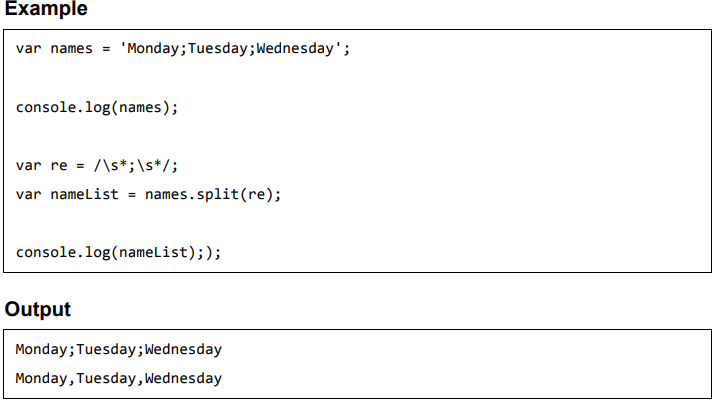 Example
var names = 'Monday;Tuesday;Wednesday';
console.log(names);
var re = /\s*;\s*/;
var nameList = names.split(re);
console.log(nameList););
Output
Monday;Tuesday;Wednesday
Monday,Tuesday,Wednesday